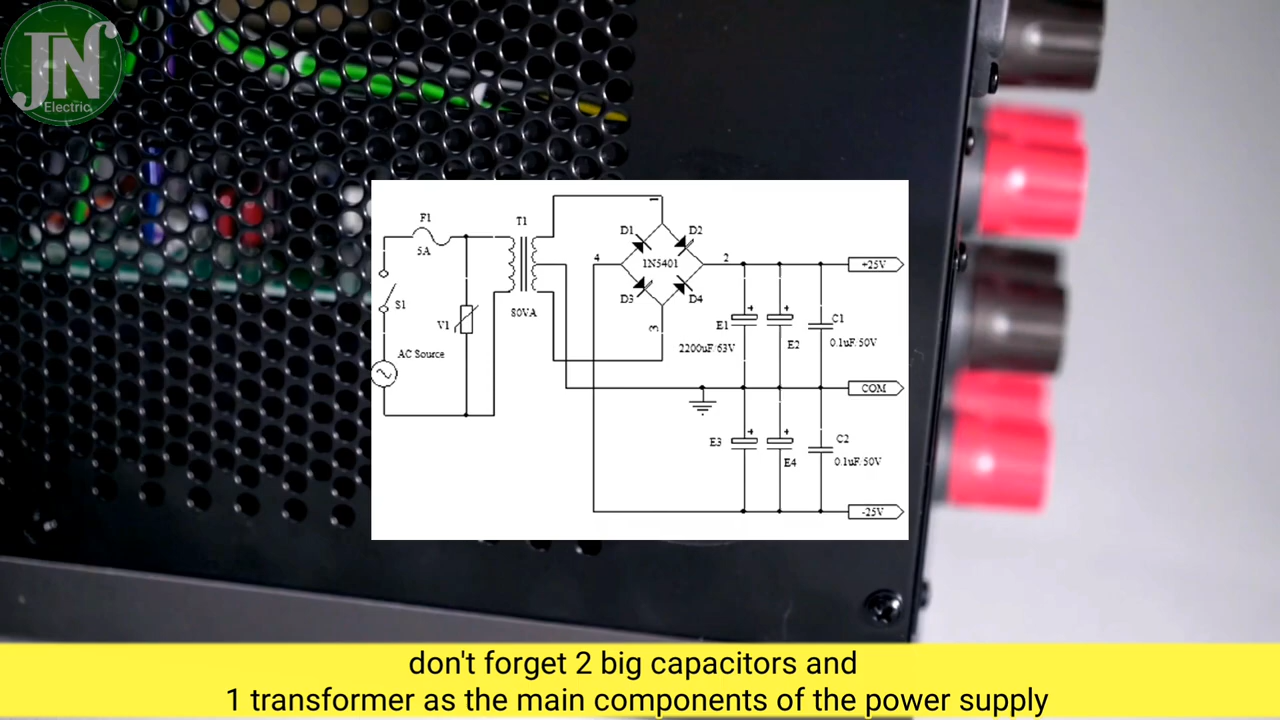 JN
Electric
F1
5A
S1
V1
AC Source
T1
80VA
1
D1
D2
4
1N5401
2
D3
D4
3
+25V
E1
2200uF/63V
E2
C1
0.1uF/50V
COM
E3
E4
C2
0.1uF/50V
-25V
don't forget 2 big capacitors and
1 transformer as the main components of the power supply